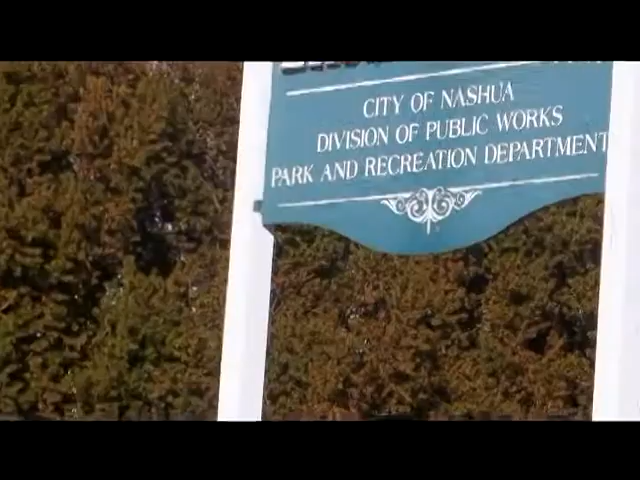 CITY OF NASHUA
DIVISION OF PUBLIC WORKS
PARK AND RECREATION DEPARTMENT